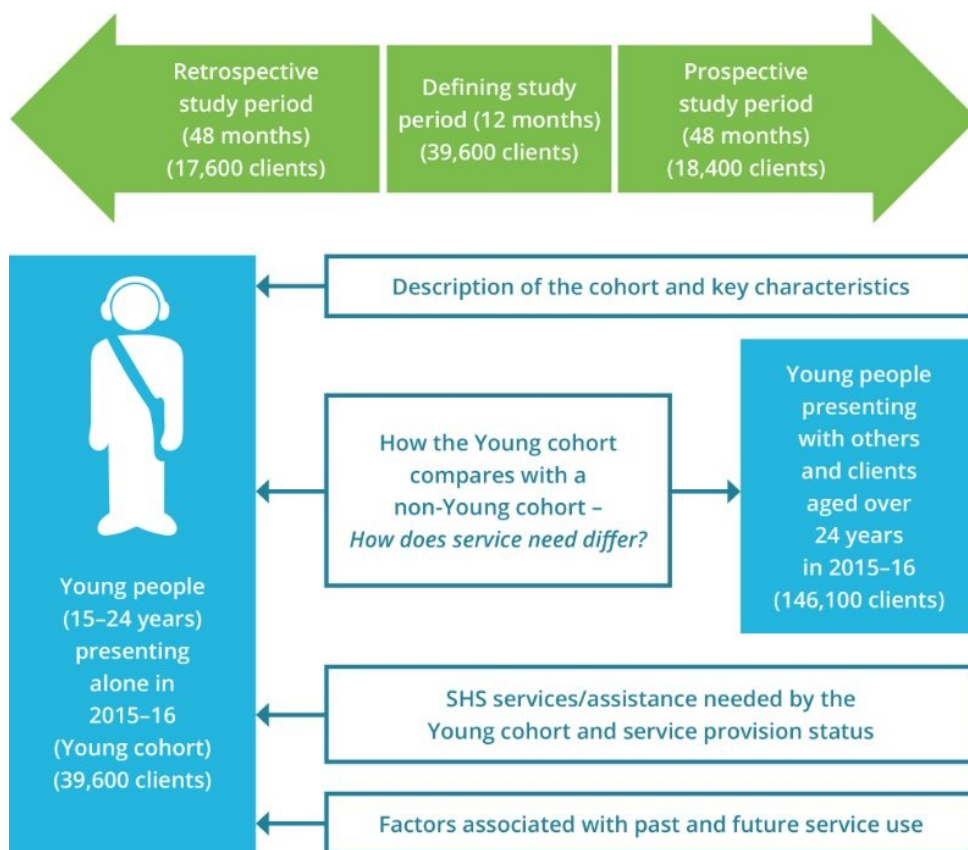 Retrospective
study period
(48 months)
(17,600 clients)
Defining study
period (12 months)
(39,600 clients)
Prospective
study period
(48 months)
(18,400 clients)
Description of the cohort and key characteristics
Young people
(15–24 years)
presenting
alone in
2015–16
(Young cohort)
(39,600 clients)
How the Young cohort
compares with a
non-Young cohort –
How does service need differ?
Young people
presenting
with others
and clients
aged over
24 years
in 2015–16
(146,100 clients)
SHS services/assistance needed by the
Young cohort and service provision status
Factors associated with past and future service use